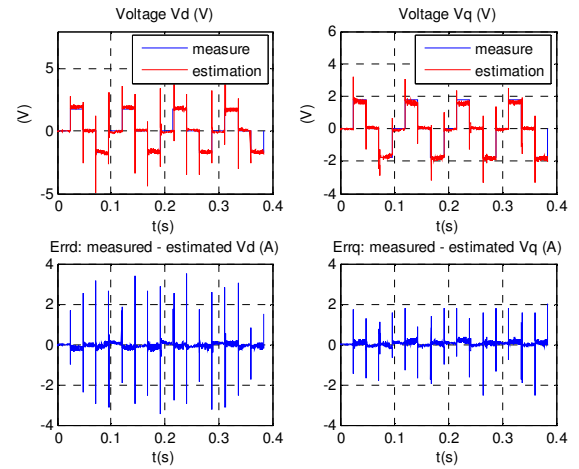 Voltage Vd (V)
(V)
5
0
-5
0 0.1 0.2 0.3 0.4
t(s)
measure
estimation
Voltage Vq (V)
(V)
6
4
2
0
-2
-4
0 0.1 0.2 0.3 0.4
t(s)
measure
estimation
Errd: measured - estimated Vd (A)
4
2
0
-2
-4
0 0.1 0.2 0.3 0.4
t(s)
Errq: measured - estimated Vq (A)
4
2
0
-2
-4
0 0.1 0.2 0.3 0.4
t(s)